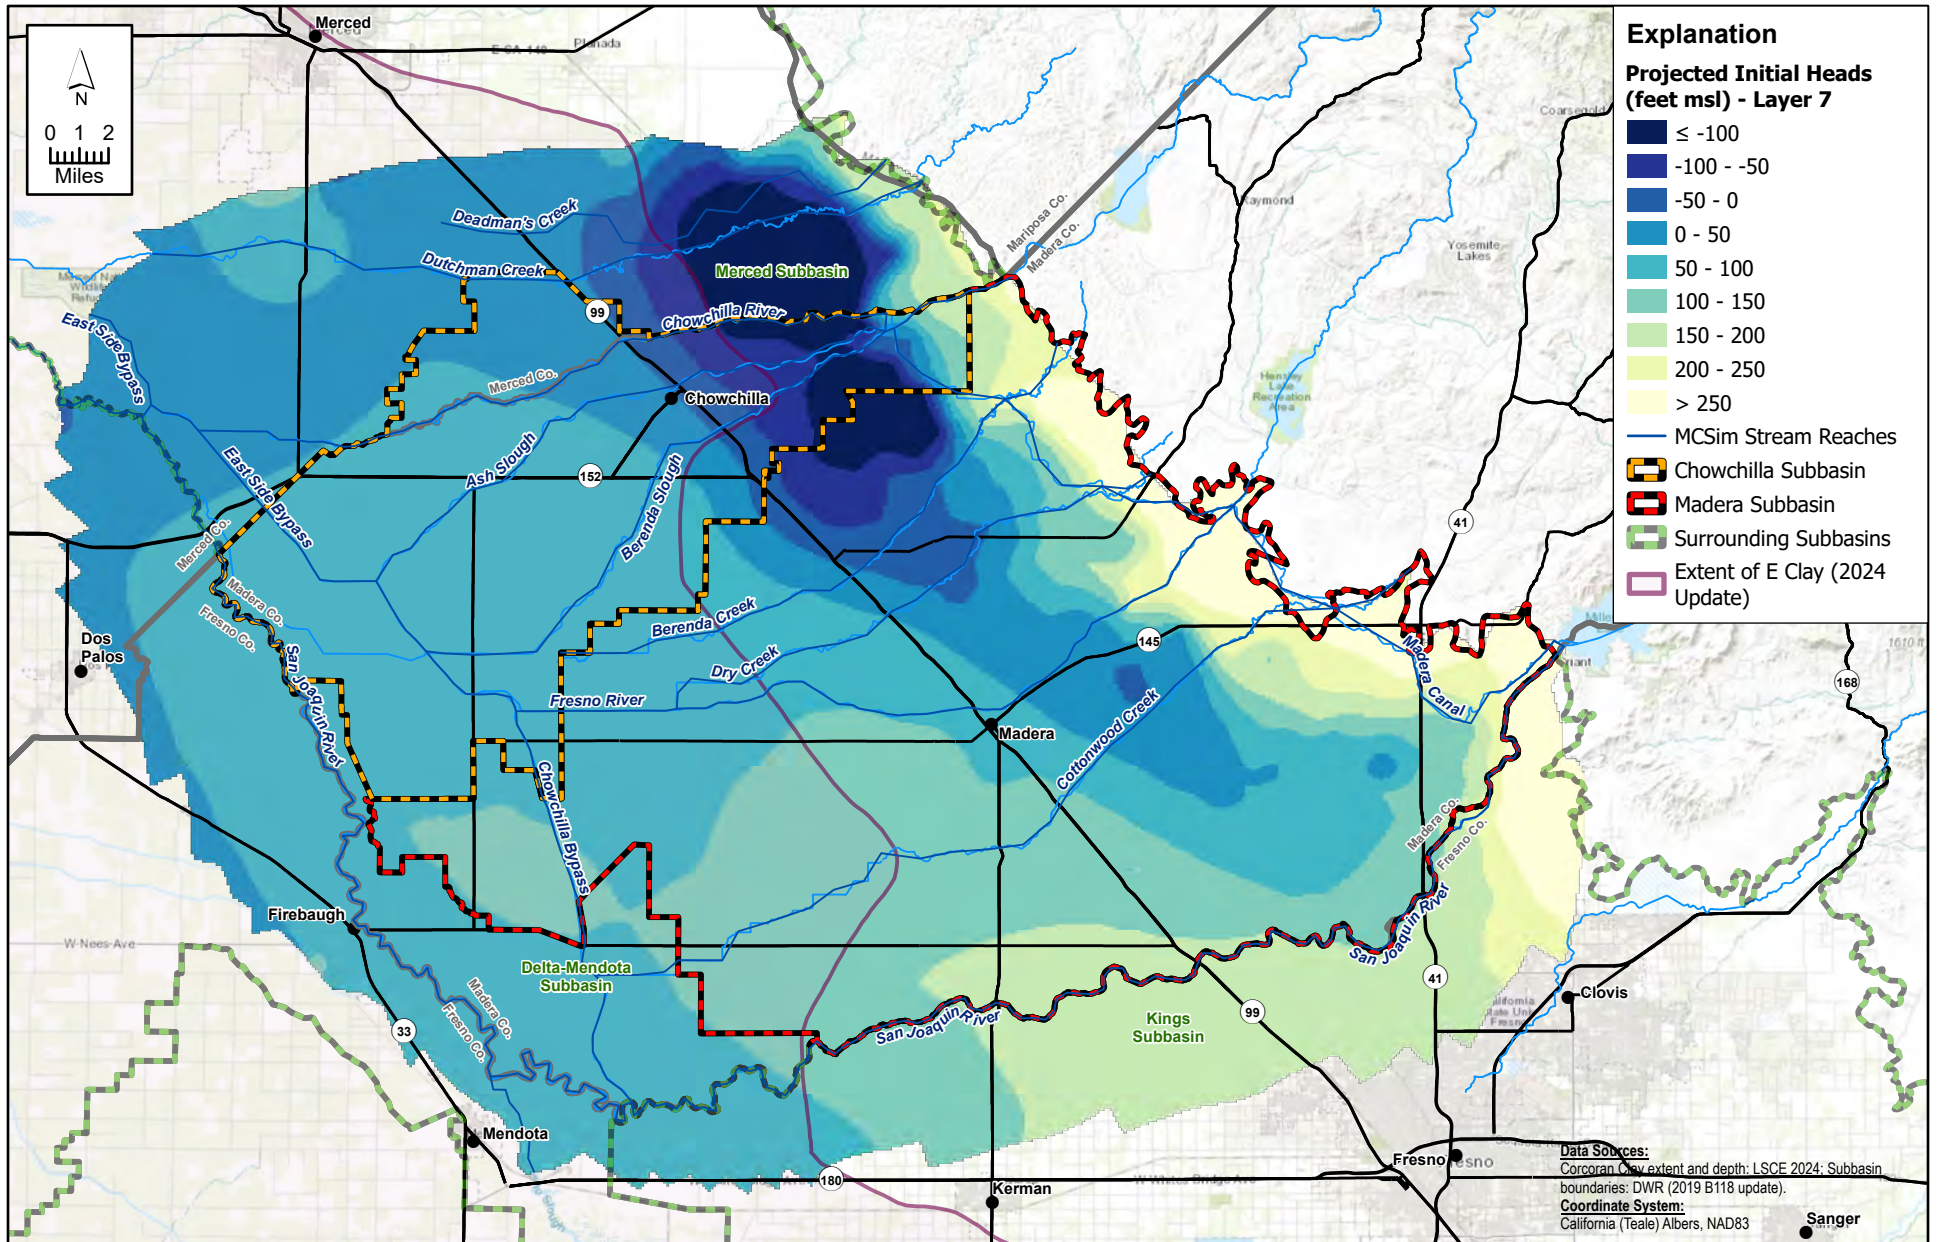 Explanation
Projected Initial Heads
(feet msl) - Layer 7
≤ -100
-100 - -50
-50 - 0
0 - 50
50 - 100
100 - 150
150 - 200
200 - 250
> 250
MCSim Stream Reaches
Chowchilla Subbasin
Madera Subbasin
Surrounding Subbasins
Extent of E Clay (2024
Update)
N
0 1 2
Miles
Merced
Planada
E CA-140
Coarsegold
Raymond
Yosemite
Lakes
Mariposa Co.
Madera Co.
Hensley
Lake
Recreation
Area
Deadman's Creek
Dutchman Creek
Merced Subbasin
99
Chowchilla River
East Side Bypass
Merced Co.
Chowchilla
Ash Slough
152
Berenda Slough
East Side Bypass
41
Merced Co.
Madera Co.
Fresno Co.
Berenda Creek
145
Dos
Palos
San Joaquin River
Dry Creek
Fresno River
Madera Canal
168
Madera
Cottonwood Creek
Chowchilla Bypass
Madera Co.
Fresno Co.
Firebaugh
W Nees Ave
Delta-Mendota
Subbasin
San Joaquin River
41
Clovis
Madera Co.
Fresno Co.
33
San Joaquin River
Kings
Subbasin
99
Mendota
180
Kerman
Fresno
Sanger
Data Sources:
Corcoran Clay extent and depth: LSCE 2024; Subbasin
boundaries: DWR (2019 B118 update).
Coordinate System:
California (Teale) Albers, NAD83